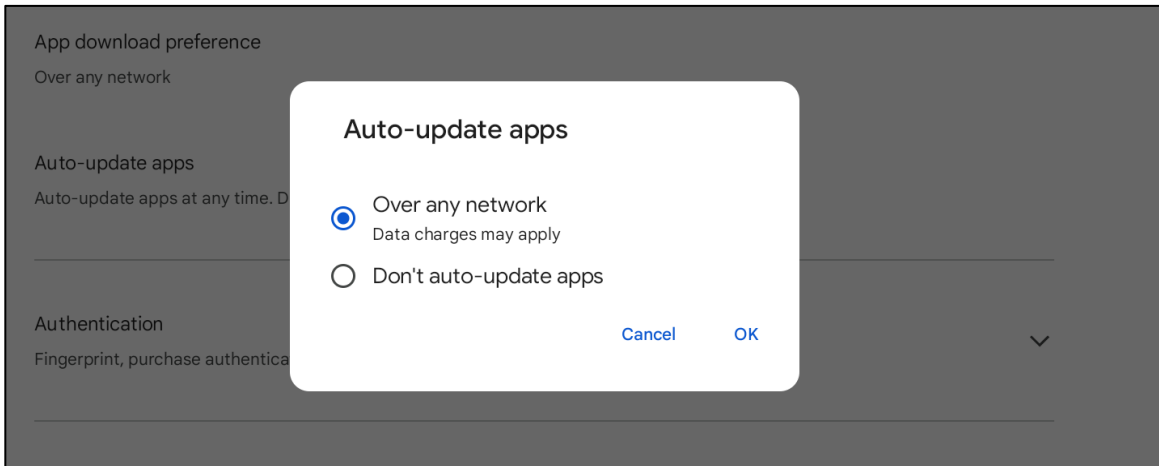 App download preference
Over any network
Auto-update apps
Auto-update apps at any time. D
Authentication
Fingerprint, purchase authentica
Auto-update apps
Over any network
Data charges may apply
Don't auto-update apps
Cancel OK